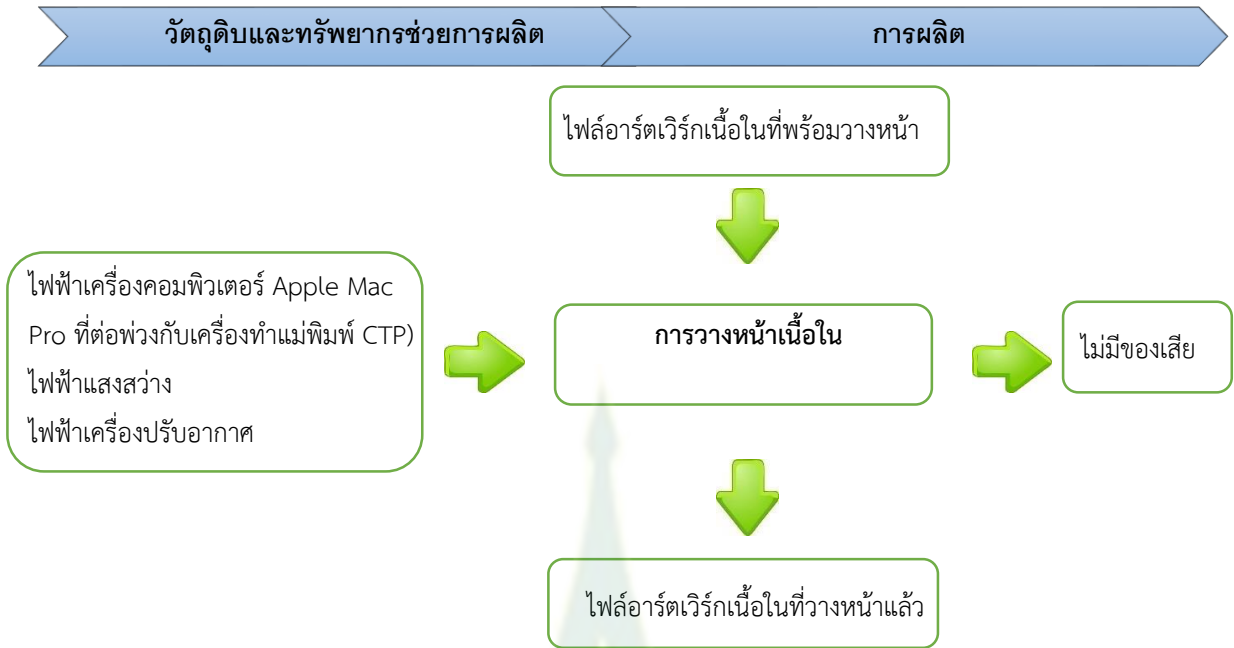 วัตถุดิบและทรัพยากรช่วยการผลิต
การผลิต
ไฟล์อาร์ตเวิร์กเนื้อในที่พร้อมวางหน้า
ไฟฟ้าเครื่องคอมพิวเตอร์ Apple Mac
Pro ที่ต่อพ่วงกับเครื่องทำแม่พิมพ์ CTP)
ไฟฟ้าแสงสว่าง
ไฟฟ้าเครื่องปรับอากาศ
การวางหน้าเนื้อใน
ไม่มีของเสีย
ไฟล์อาร์ตเวิร์กเนื้อในที่วางหน้าแล้ว